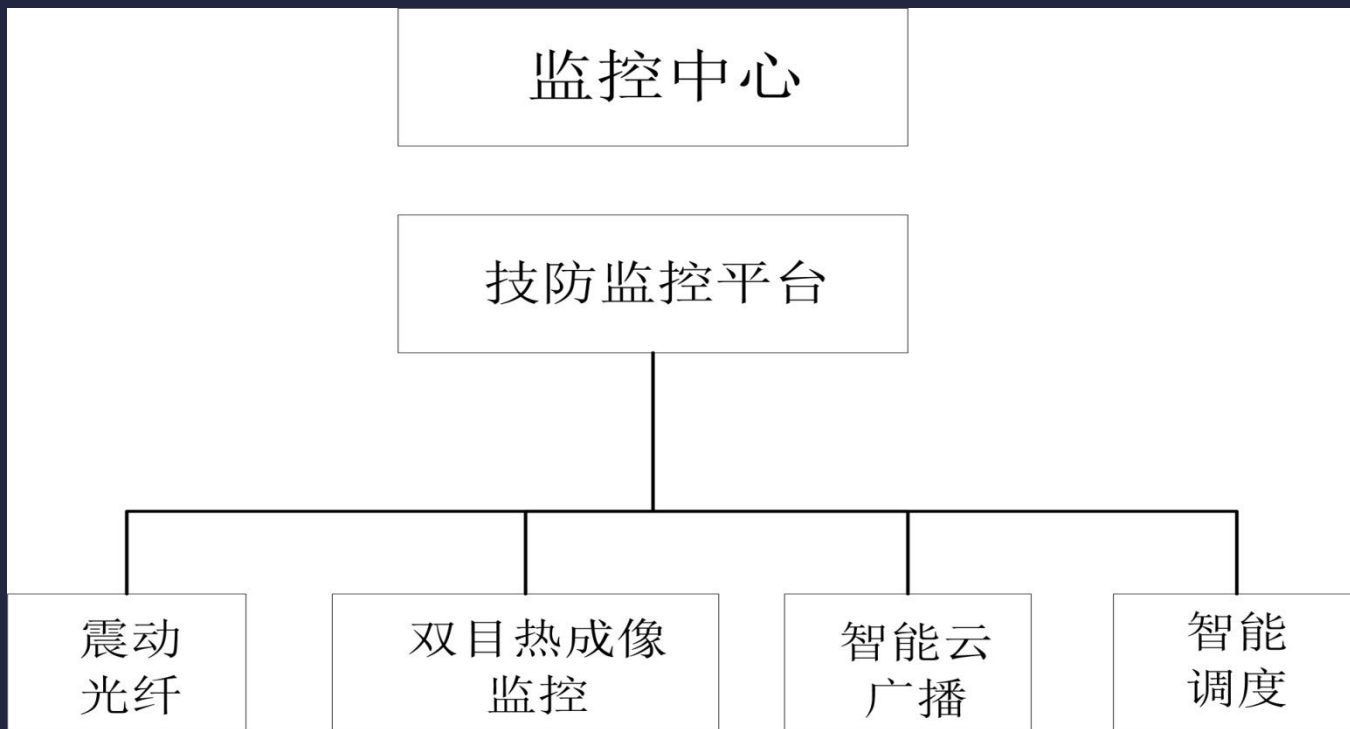 监控中心
技防监控平台
震动
光纤
双目热成像
监控
智能云
广播
智能
调度